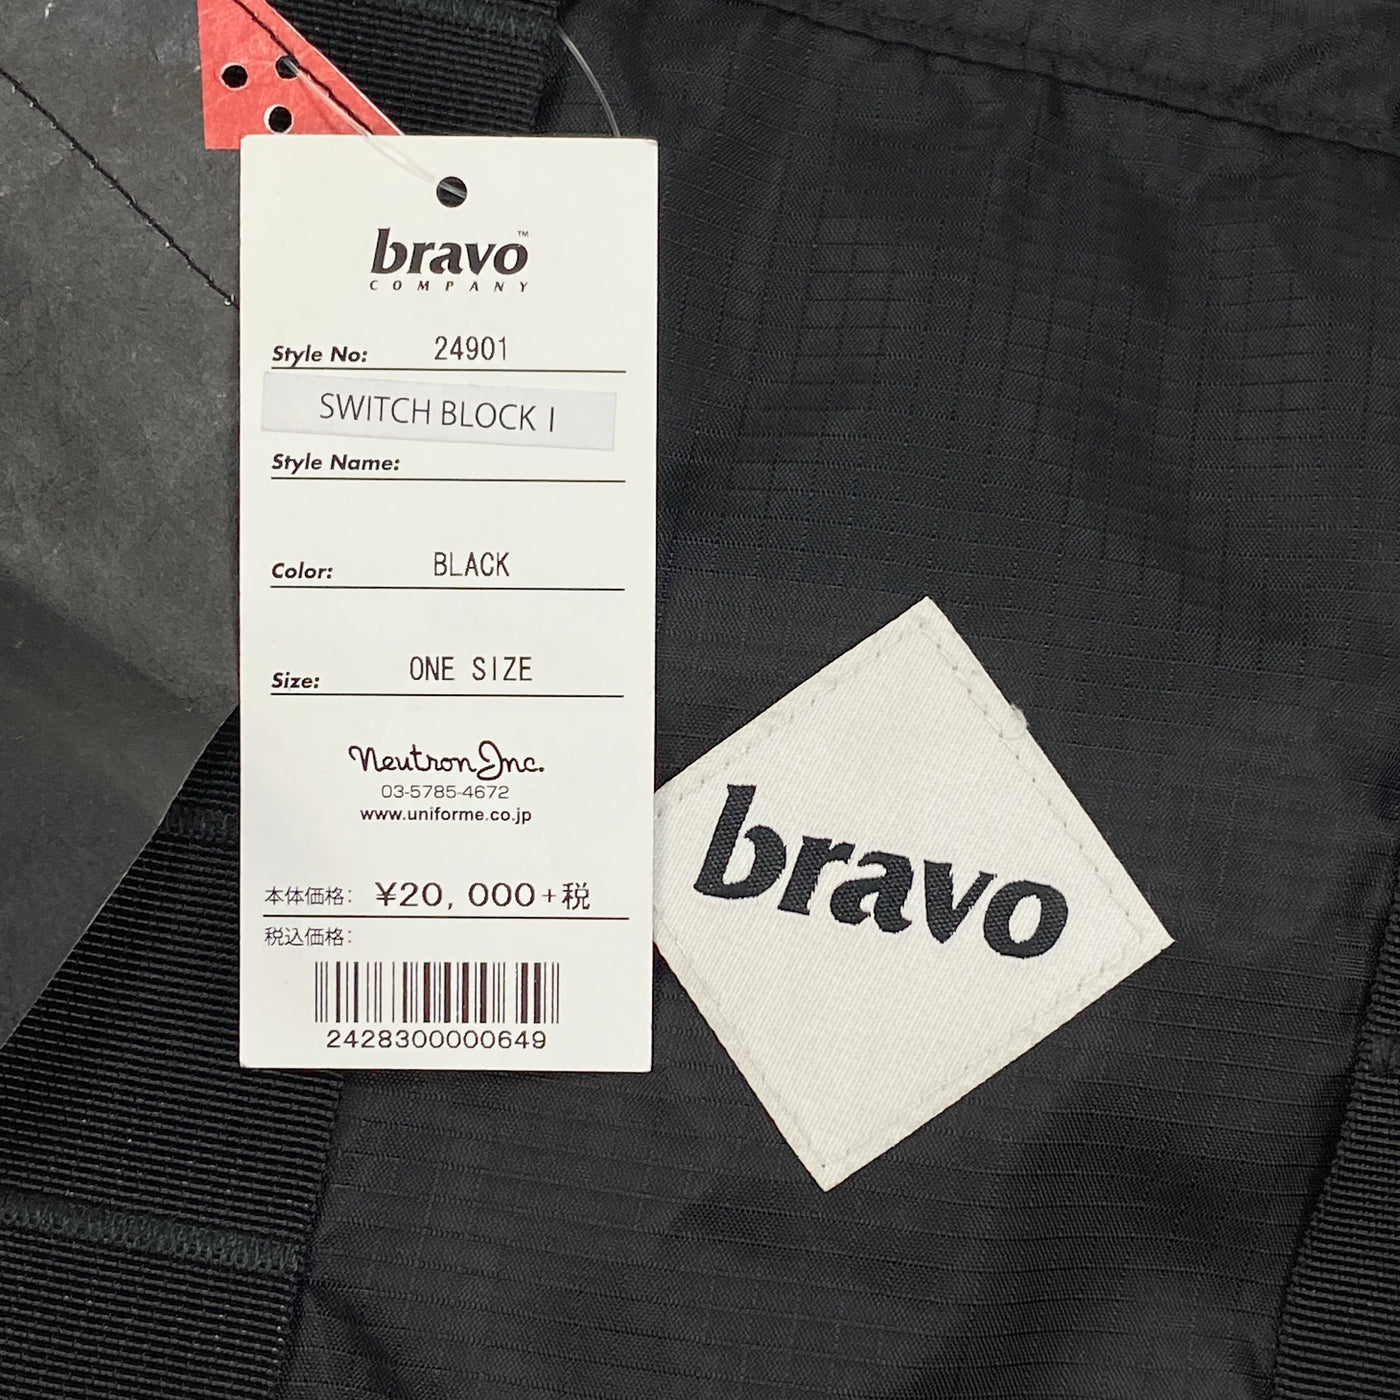 bravo™
COMPANY
Style No: 24901
SWITCH BLOCK I
Style Name:
Color: BLACK
Size: ONE SIZE
Neutron Inc.
03-5785-4672
www.uniforme.co.jp
本体価格: ¥20, 000+税
税込価格:
2428300000649
bravo